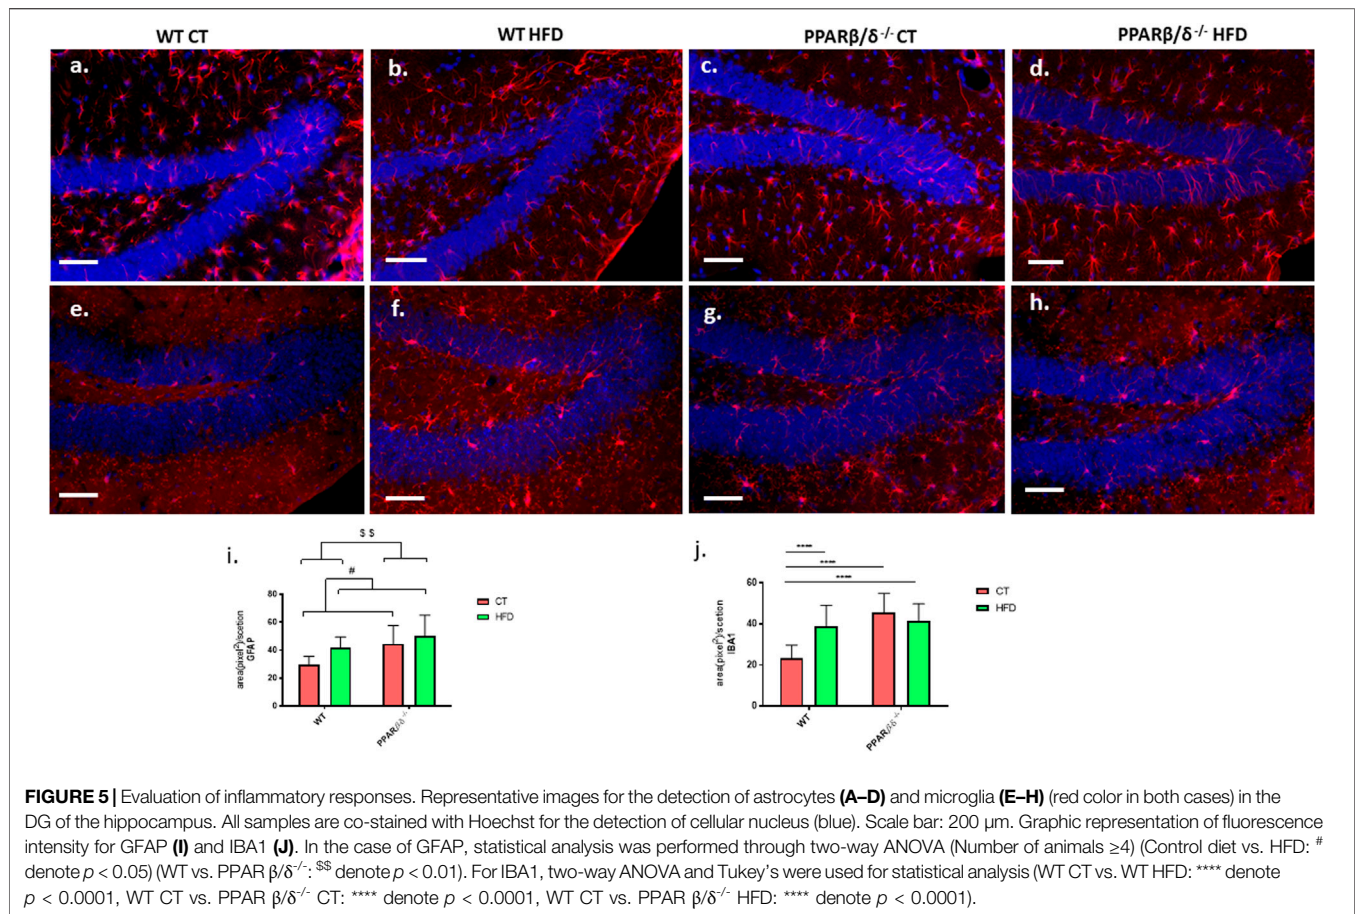 WT CT
WT HFD
PPARβ/δ⁻/⁻ CT
PPARβ/δ⁻/⁻ HFD
a.
b.
c.
d.
e.
f.
g.
h.
i.
$ $
#
80
60
40
20
0
area(pixel²)/scetion
GFAP
WT
PPARβδ⁻/⁻
CT
HFD
j.
****
****
****
60
40
20
0
area(pixel²)/scetion
IBA1
WT
PPARβδ⁻/⁻
CT
HFD
FIGURE 5 | Evaluation of inflammatory responses. Representative images for the detection of astrocytes (A–D) and microglia (E–H) (red color in both cases) in the
DG of the hippocampus. All samples are co-stained with Hoechst for the detection of cellular nucleus (blue). Scale bar: 200 µm. Graphic representation of fluorescence
intensity for GFAP (I) and IBA1 (J). In the case of GFAP, statistical analysis was performed through two-way ANOVA (Number of animals ≥4) (Control diet vs. HFD: #
denote p < 0.05) (WT vs. PPAR β/δ⁻/⁻: $$ denote p < 0.01). For IBA1, two-way ANOVA and Tukey's were used for statistical analysis (WT CT vs. WT HFD: **** denote
p < 0.0001, WT CT vs. PPAR β/δ⁻/⁻ CT: **** denote p < 0.0001, WT CT vs. PPAR β/δ⁻/⁻ HFD: **** denote p < 0.0001).